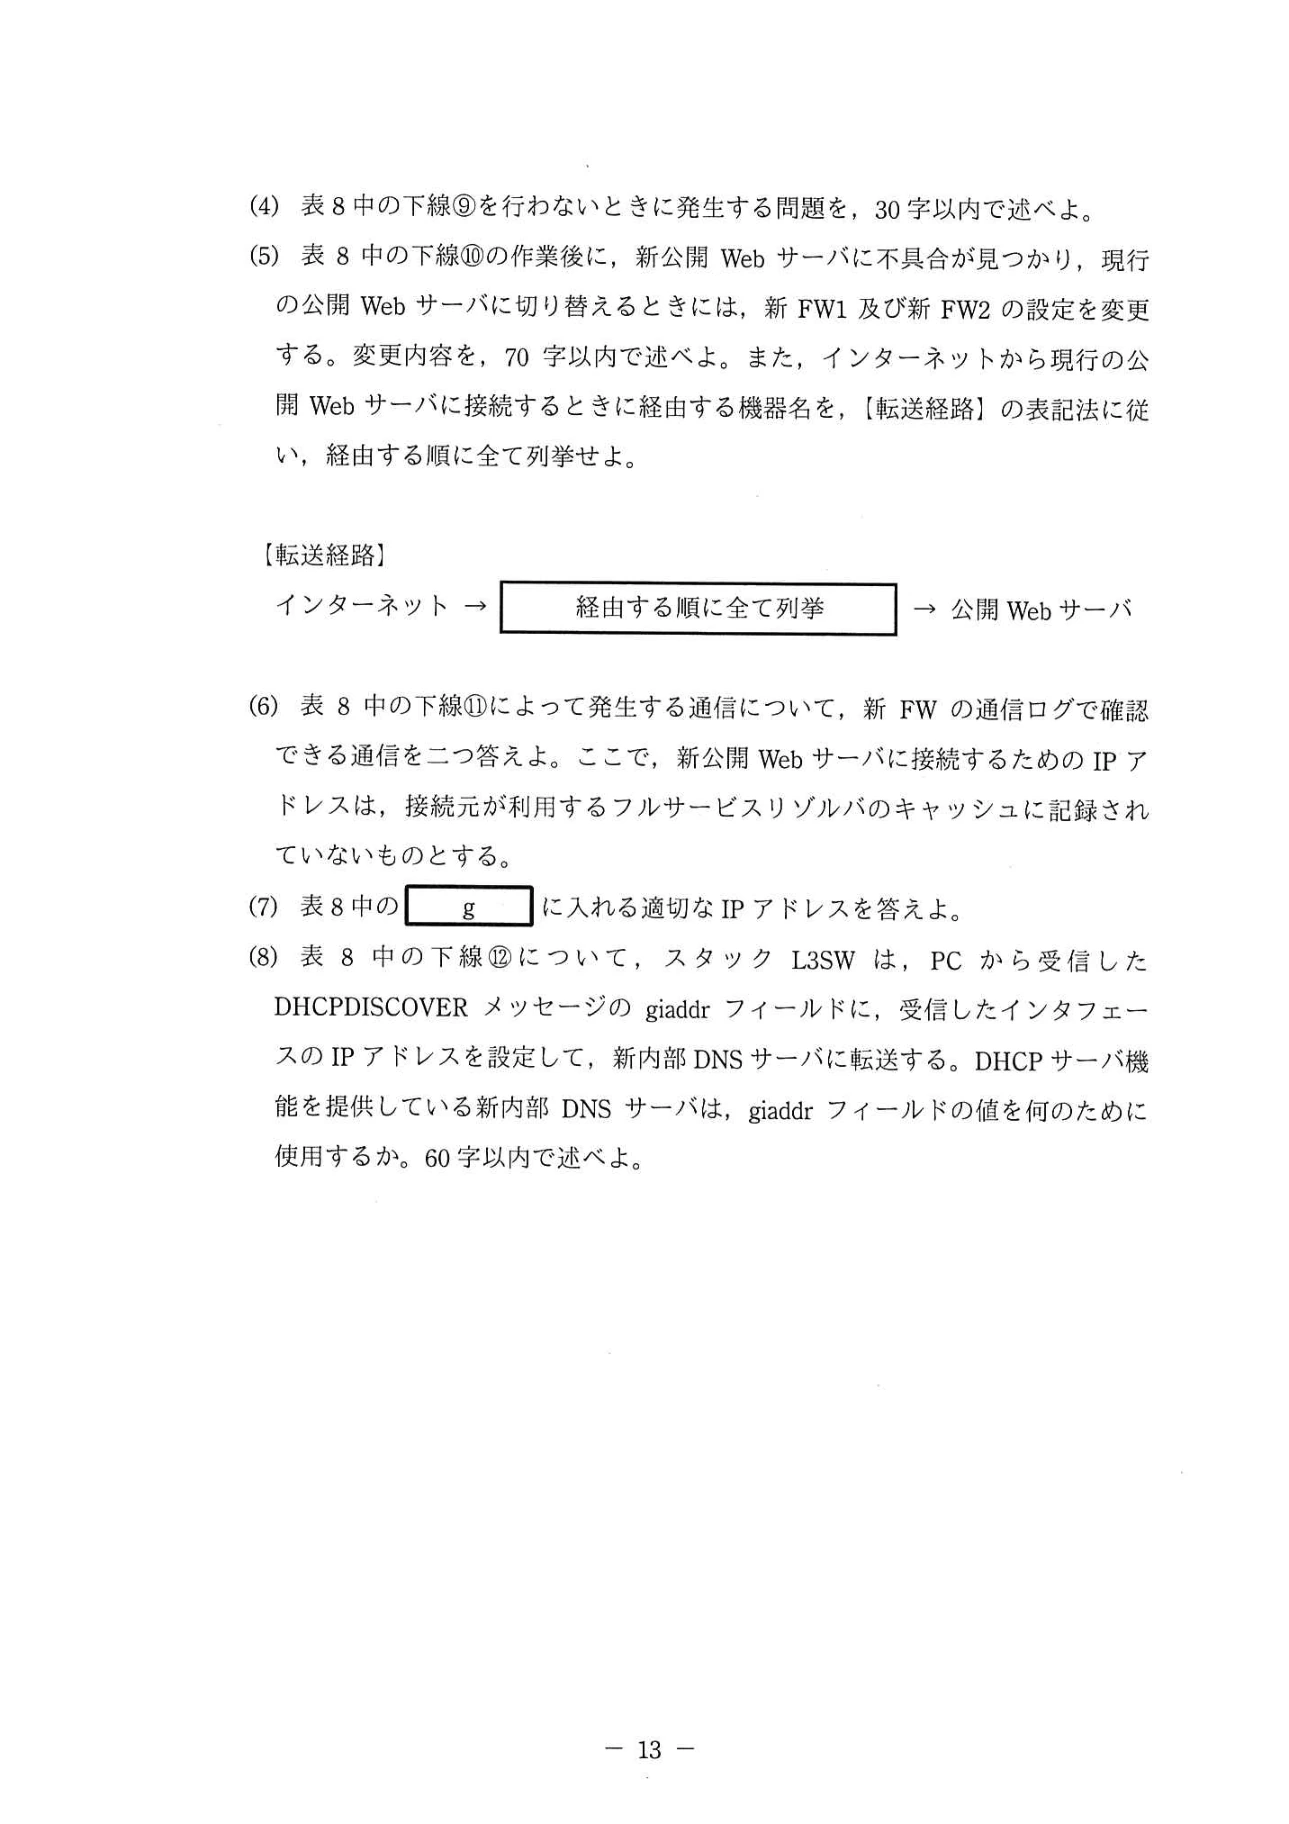 (4) 表8中の下線⑨を行わないときに発生する問題を，30字以内で述べよ。
(5) 表 8 中の下線⑩の作業後に，新公開 Web サーバに不具合が見つかり，現行
の公開 Web サーバに切り替えるときには，新 FW1 及び新 FW2 の設定を変更
する。変更内容を，70 字以内で述べよ。また，インターネットから現行の公
開 Web サーバに接続するときに経由する機器名を，【転送経路】の表記法に従
い，経由する順に全て列挙せよ。
【転送経路】
インターネット → 経由する順に全て列挙 → 公開 Web サーバ
(6) 表 8 中の下線⑪によって発生する通信について，新 FW の通信ログで確認
できる通信を二つ答えよ。ここで，新公開 Web サーバに接続するための IP ア
ドレスは，接続元が利用するフルサービスリゾルバのキャッシュに記録され
ていないものとする。
(7) 表8中の g に入れる適切な IP アドレスを答えよ。
(8) 表 8 中の下線⑫について，スタック L3SW は，PC から受信した
DHCPDISCOVER メッセージの giaddr フィールドに，受信したインタフェー
スの IP アドレスを設定して，新内部 DNS サーバに転送する。DHCP サーバ機
能を提供している新内部 DNS サーバは，giaddr フィールドの値を何のために
使用するか。60 字以内で述べよ。
－ 13 －